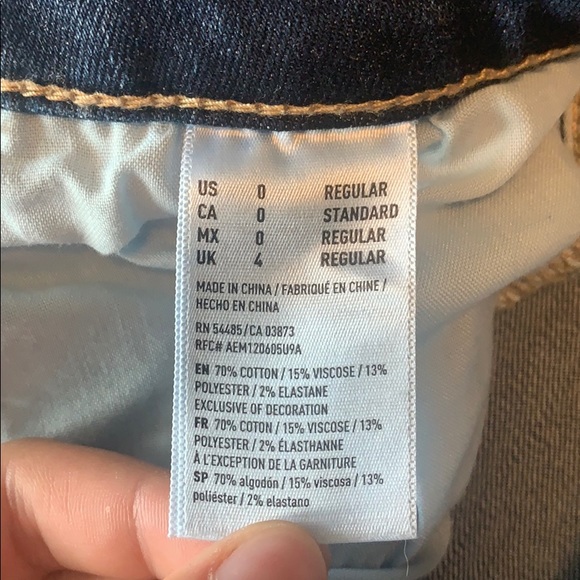 US 0 REGULAR
CA 0 STANDARD
MX 0 REGULAR
UK 4 REGULAR
MADE IN CHINA / FABRIQUÉ EN CHINE /
HECHO EN CHINA
RN 54485/CA 03873
RFC# AEM120605U9A
EN 70% COTTON / 15% VISCOSE / 13%
POLYESTER / 2% ELASTANE
EXCLUSIVE OF DECORATION
FR 70% COTON / 15% VISCOSE / 13%
POLYESTER / 2% ÉLASTHANNE
À L'EXCEPTION DE LA GARNITURE
SP 70% algodón / 15% viscosa / 13%
poliéster / 2% elastano